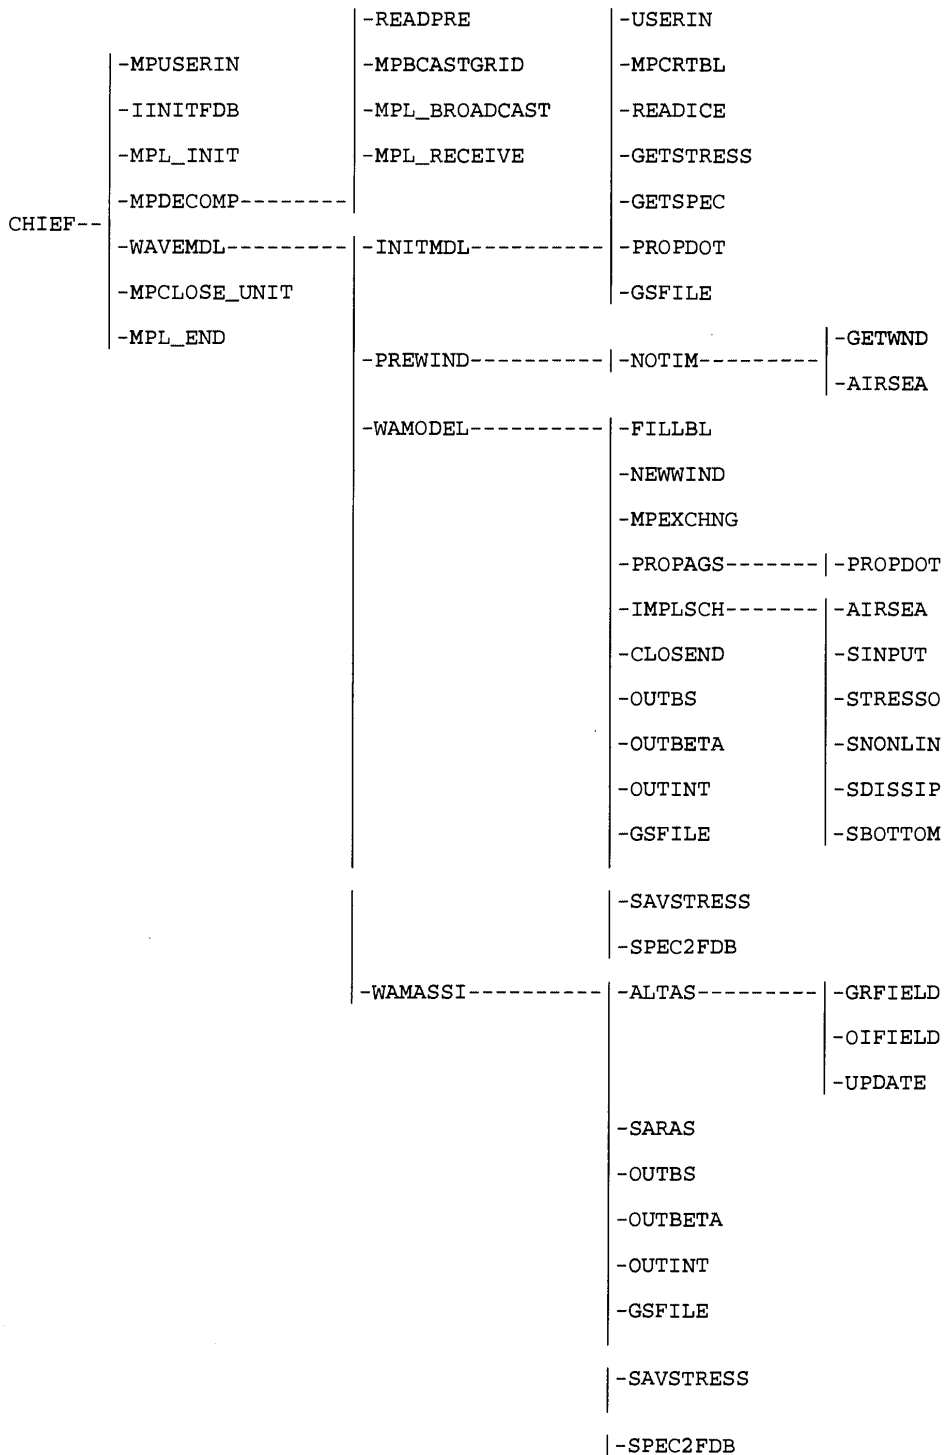 -READPRE -USERIN
-MPUSERIN -MPBCASTGRID -MPCRTBL
-IINITFDB -MPL_BROADCAST -READICE
-MPL_INIT -MPL_RECEIVE -GETSTRESS
-MPDECOMP-------- -GETSPEC
CHIEF--
-WAVEMDL--------- -INITMDL---------- -PROPDOT
-MPCLOSE_UNIT -GSFILE
-MPL_END -GETWND
-PREWIND---------- -NOTIM---------
-AIRSEA
-WAMODEL---------- -FILLBL
-NEWWIND
-MPEXCHNG
-PROPAGS------- -PROPDOT
-IMPLSCH------- -AIRSEA
-CLOSEND -SINPUT
-OUTBS -STRESSO
-OUTBETA -SNONLIN
-OUTINT -SDISSIP
-GSFILE -SBOTTOM
-SAVSTRESS
-SPEC2FDB
-WAMASSI---------- -ALTAS--------- -GRFIELD
-OIFIELD
-UPDATE
-SARAS
-OUTBS
-OUTBETA
-OUTINT
-GSFILE
-SAVSTRESS
-SPEC2FDB